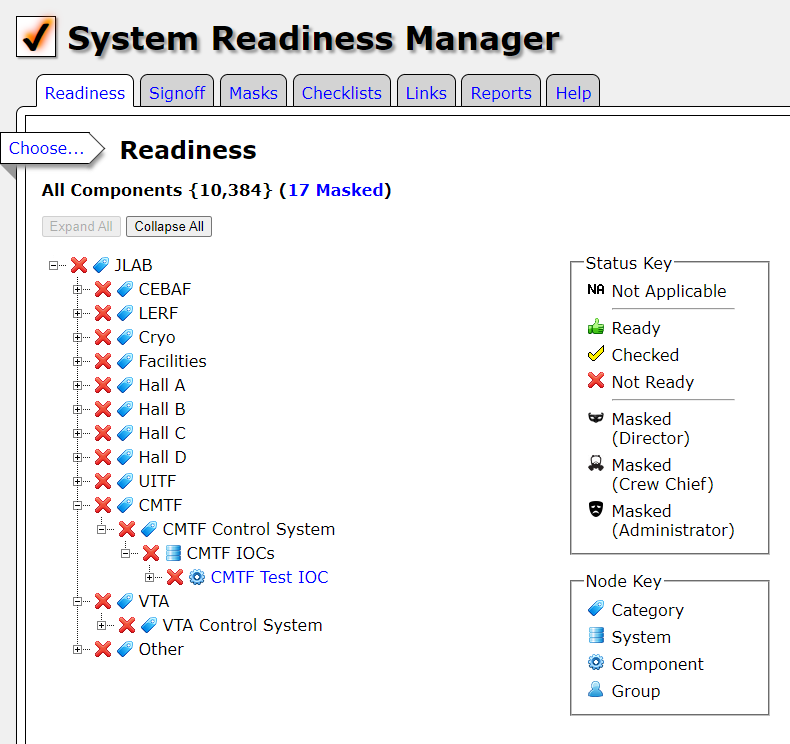 System Readiness Manager
Readiness Signoff Masks Checklists Links Reports Help
Choose...
Readiness
All Components {10,384} (17 Masked)
Expand All Collapse All
JLAB
CEBAF
LERF
Cryo
Facilities
Hall A
Hall B
Hall C
Hall D
UITF
CMTF
CMTF Control System
CMTF IOCs
CMTF Test IOC
VTA
VTA Control System
Other
Status Key
NA Not Applicable
Ready
Checked
Not Ready
Masked
(Director)
Masked
(Crew Chief)
Masked
(Administrator)
Node Key
Category
System
Component
Group